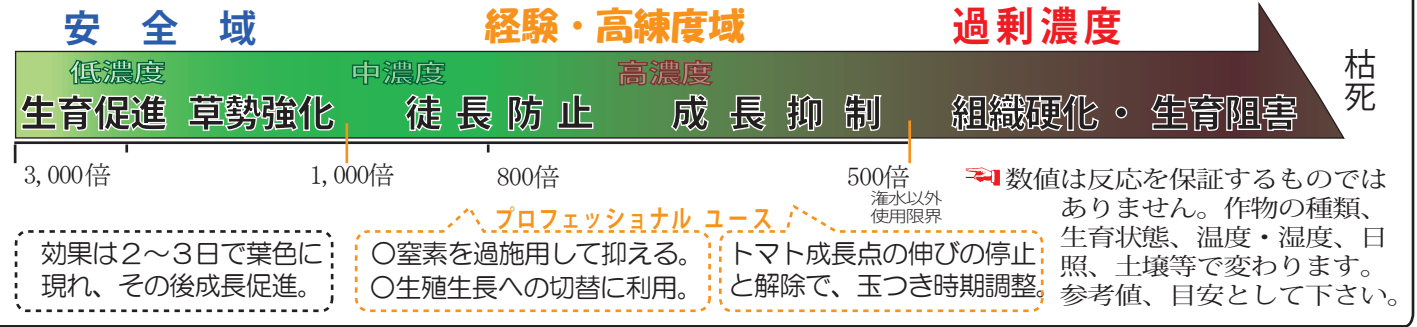 安全域
経験・高練度域
過剰濃度
低濃度
中濃度
高濃度
生育促進 草勢強化 徒長防止 成長抑制 組織硬化・生育阻害
枯死
3,000倍
1,000倍
800倍
500倍
潅水以外
使用限界
プロフェッショナル ユース
効果は2～3日で葉色に
現れ、その後成長促進。
○窒素を過施用して抑える。
○生殖生長への切替に利用。
トマト成長点の伸びの停止
と解除で、玉つき時期調整。
☞数値は反応を保証するものでは
ありません。作物の種類、
生育状態、温度・湿度、日
照、土壌等で変わります。
参考値、目安として下さい。